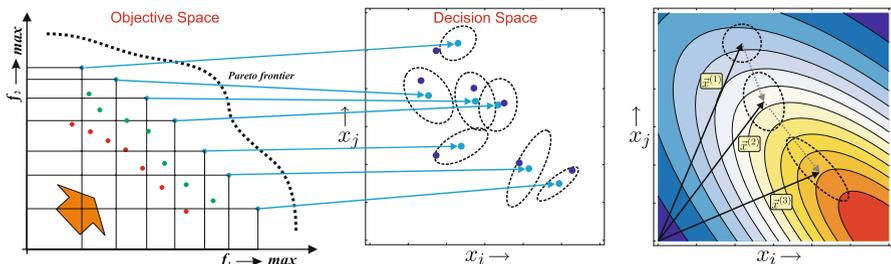 Objective Space
Decision Space
f₂ → max
Pareto frontier
f₁ → max
→ xⱼ
xᵢ →
→ xⱼ
x⃗⁽¹⁾
x⃗⁽²⁾
x⃗⁽³⁾
xᵢ →